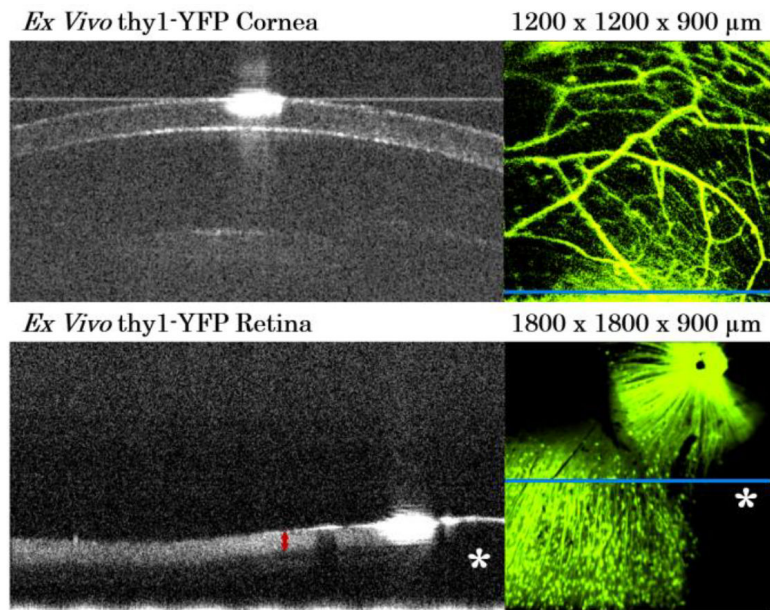 Ex Vivo thy1-YFP Cornea 1200 x 1200 x 900 µm
Ex Vivo thy1-YFP Retina 1800 x 1800 x 900 µm
* *